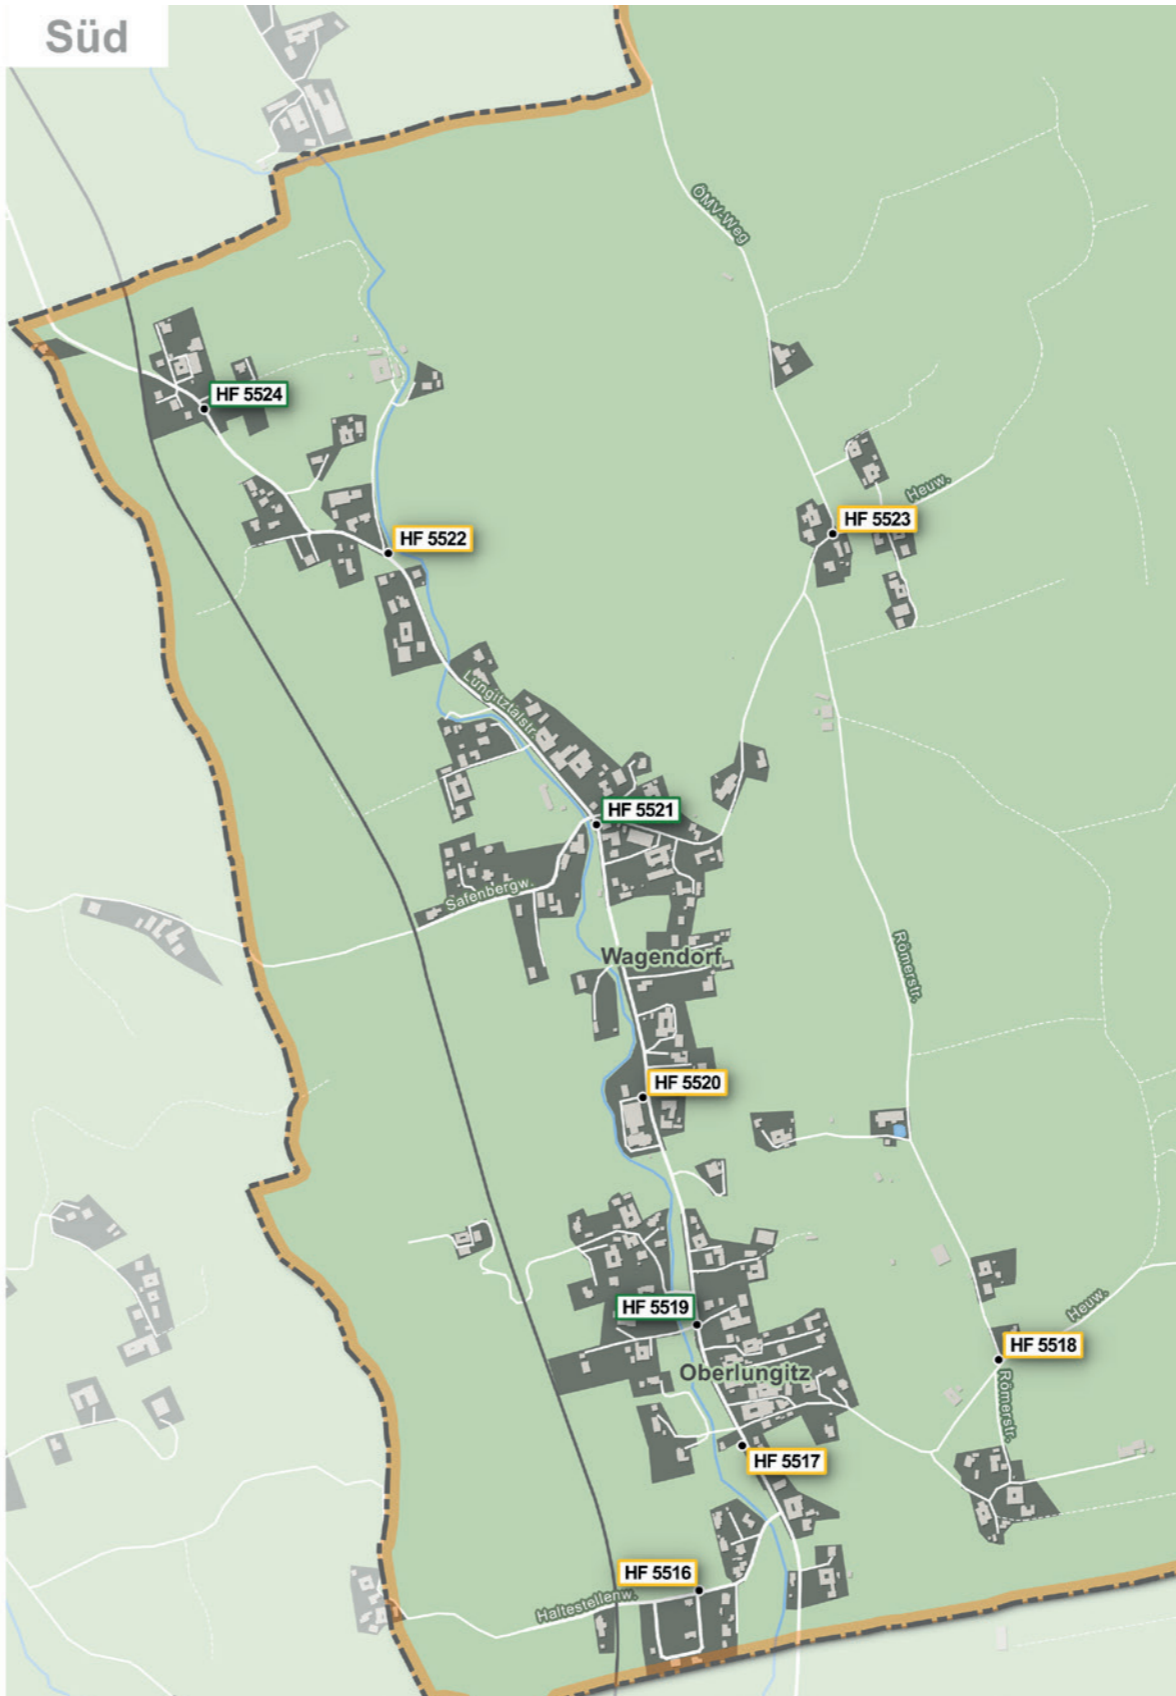 Süd
ÖMV-Weg
HF 5524
Heuw.
HF 5523
HF 5522
Lungitztalstr.
HF 5521
Safenbergw.
Wagendorf
Römerstr.
HF 5520
Heuw.
HF 5519
HF 5518
Oberlungitz
Römerstr.
HF 5517
HF 5516
Haltestellenw.